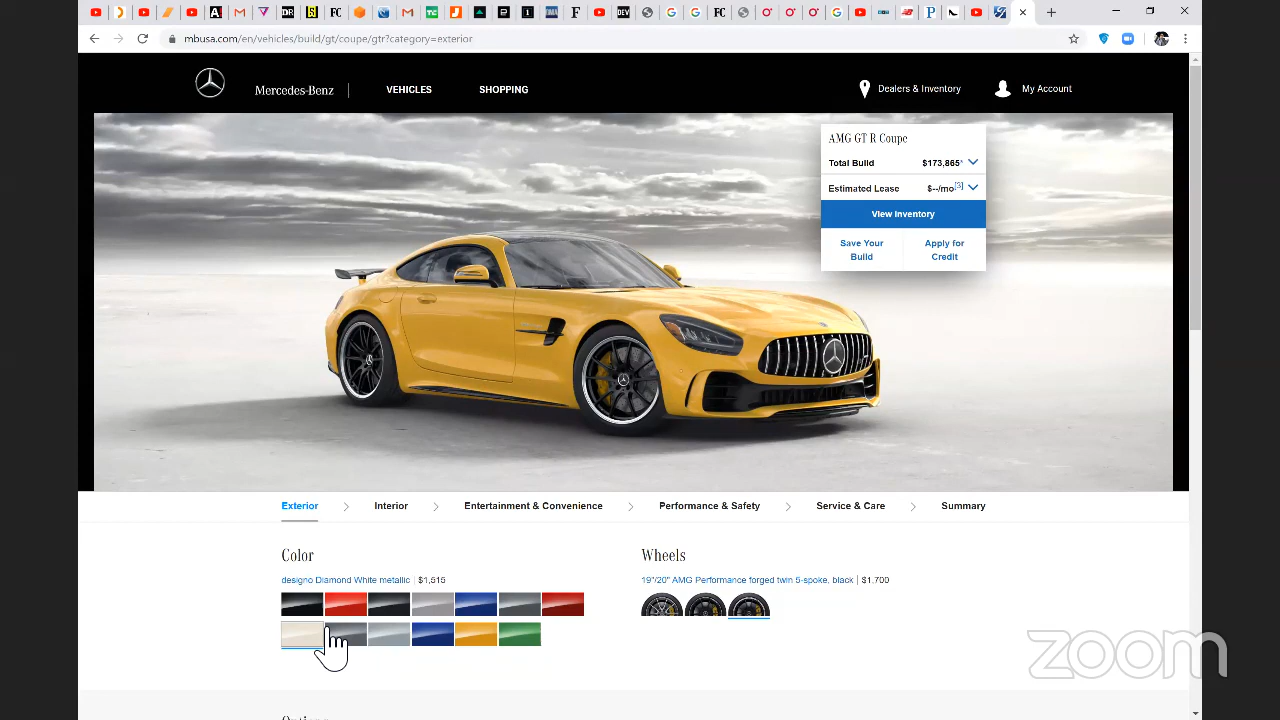 mbusa.com/en/vehicles/build/gt/coupe/gtr?category=exterior
Mercedes-Benz
VEHICLES
SHOPPING
Dealers & Inventory
My Account
AMG GT R Coupe
Total Build $173,865*
Estimated Lease $--/mo[3]
View Inventory
Save Your Build
Apply for Credit
Exterior
Interior
Entertainment & Convenience
Performance & Safety
Service & Care
Summary
Color
designo Diamond White metallic | $1,515
Wheels
19"/20" AMG Performance forged twin 5-spoke, black | $1,700
zoom